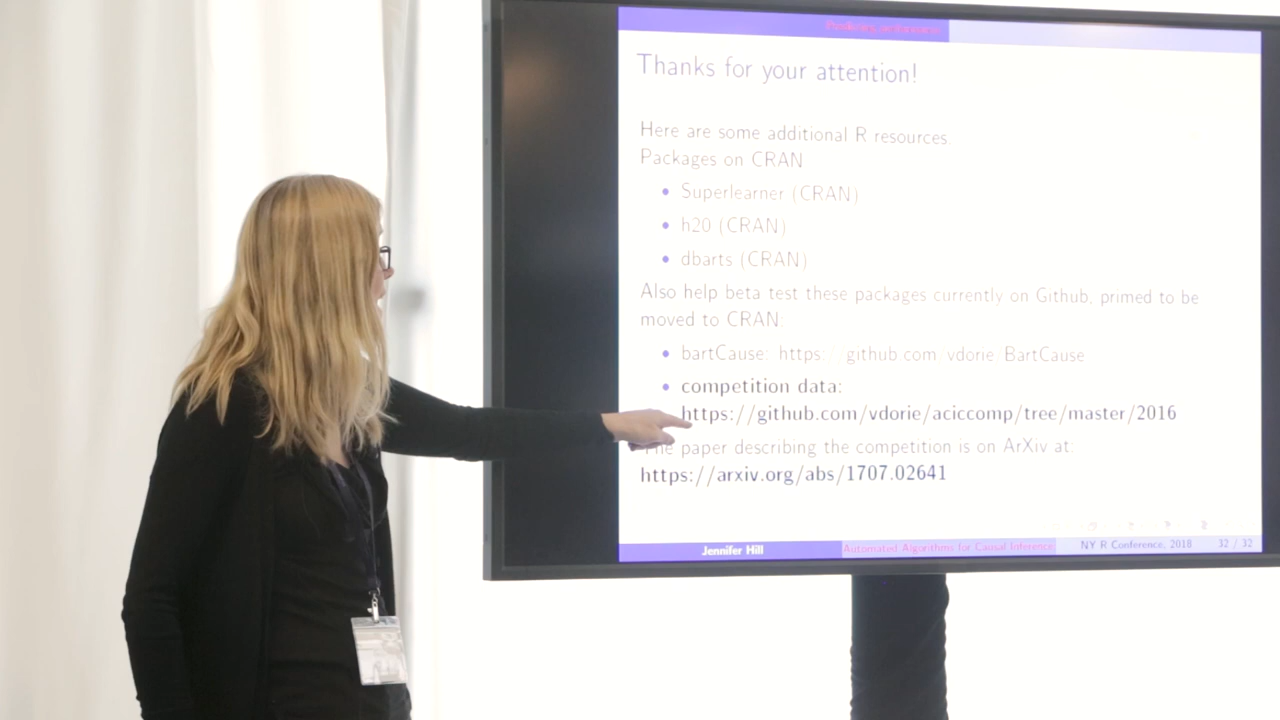 Thanks for your attention!
Here are some additional R resources.
Packages on CRAN
• Superlearner (CRAN)
• h20 (CRAN)
• dbarts (CRAN)
Also help beta test these packages currently on Github, primed to be
moved to CRAN:
• bartCause: https://github.com/vdorie/BartCause
• competition data:
https://github.com/vdorie/aciccomp/tree/master/2016
The paper describing the competition is on ArXiv at:
https://arxiv.org/abs/1707.02641
Jennifer Hill Automated Algorithms for Causal Inference NY R Conference, 2018 32 / 32